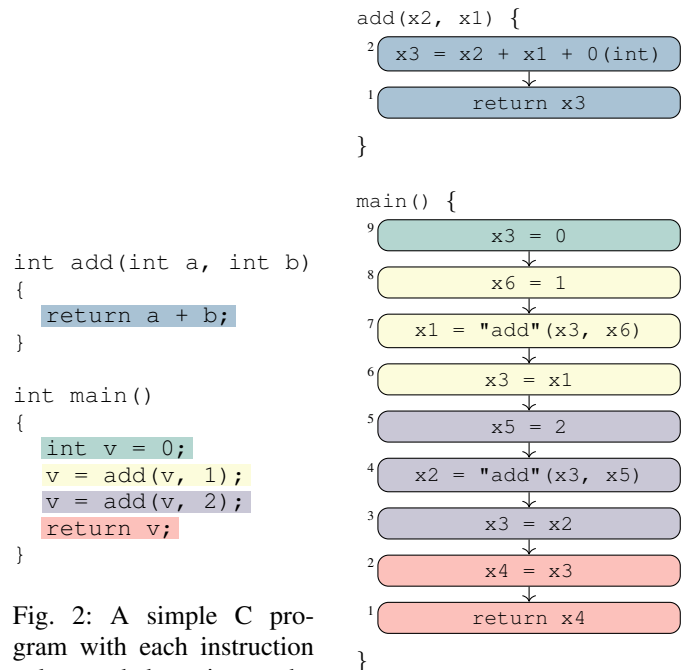 int add(int a, int b)
{
return a + b;
}
int main()
{
int v = 0;
v = add(v, 1);
v = add(v, 2);
return v;
}
Fig. 2: A simple C pro-
gram with each instruction
add(x2, x1) {
2 x3 = x2 + x1 + 0(int)
1 return x3
}
main() {
9 x3 = 0
8 x6 = 1
7 x1 = "add"(x3, x6)
6 x3 = x1
5 x5 = 2
4 x2 = "add"(x3, x5)
3 x3 = x2
2 x4 = x3
1 return x4
}